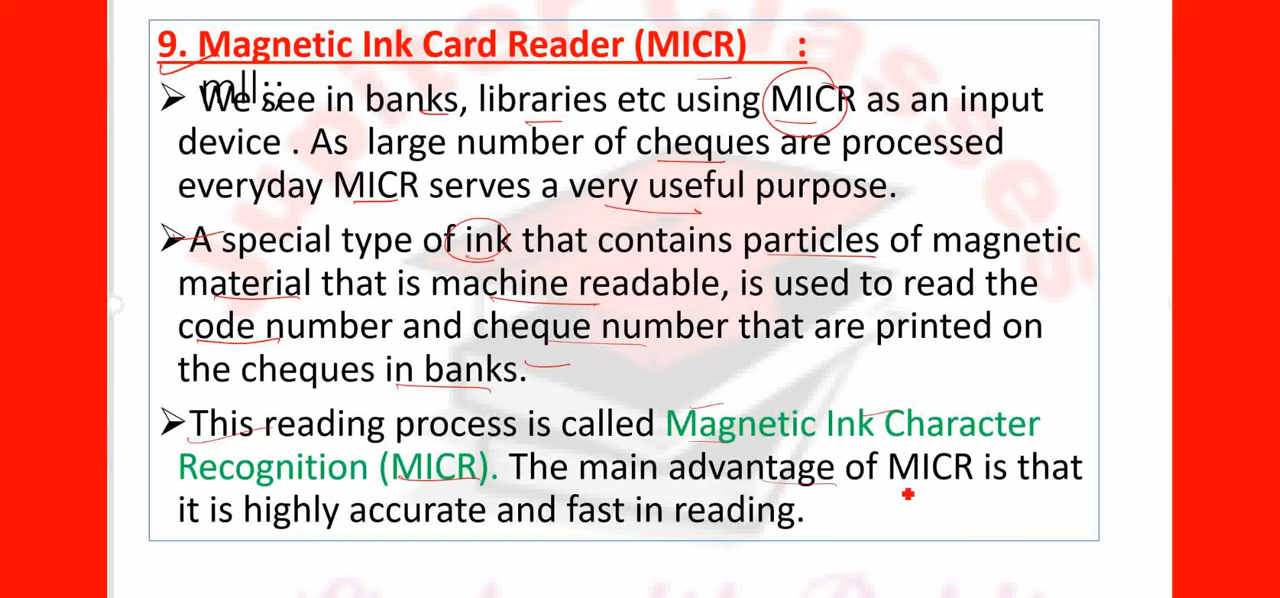 9. Magnetic Ink Card Reader (MICR) :
mll;;
➢ We see in banks, libraries etc using MICR as an input
device . As large number of cheques are processed
everyday MICR serves a very useful purpose.
➢ A special type of ink that contains particles of magnetic
material that is machine readable, is used to read the
code number and cheque number that are printed on
the cheques in banks.
➢ This reading process is called Magnetic Ink Character
Recognition (MICR). The main advantage of MICR is that
it is highly accurate and fast in reading.